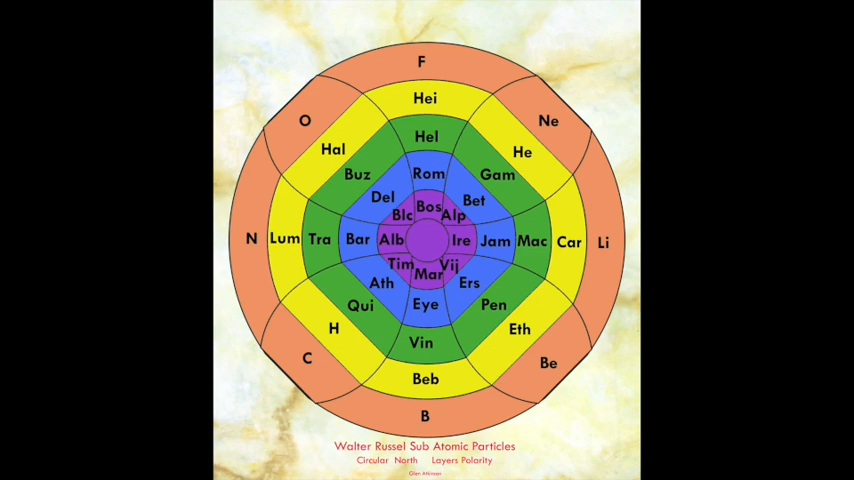 F
O
Hei
Ne
Hal
Hel
He
Buz
Rom
Gam
Del
Bos
Bet
Blc
Alp
N
Lum
Tra
Bar
Alb
Ire
Jam
Mac
Car
Li
Tim
Mar
Vij
Ath
Ers
Qui
Eye
Pen
H
Vin
Eth
C
Beb
Be
B
Walter Russel Sub Atomic Particles
Circular North Layers Polarity
Glen Atkinson